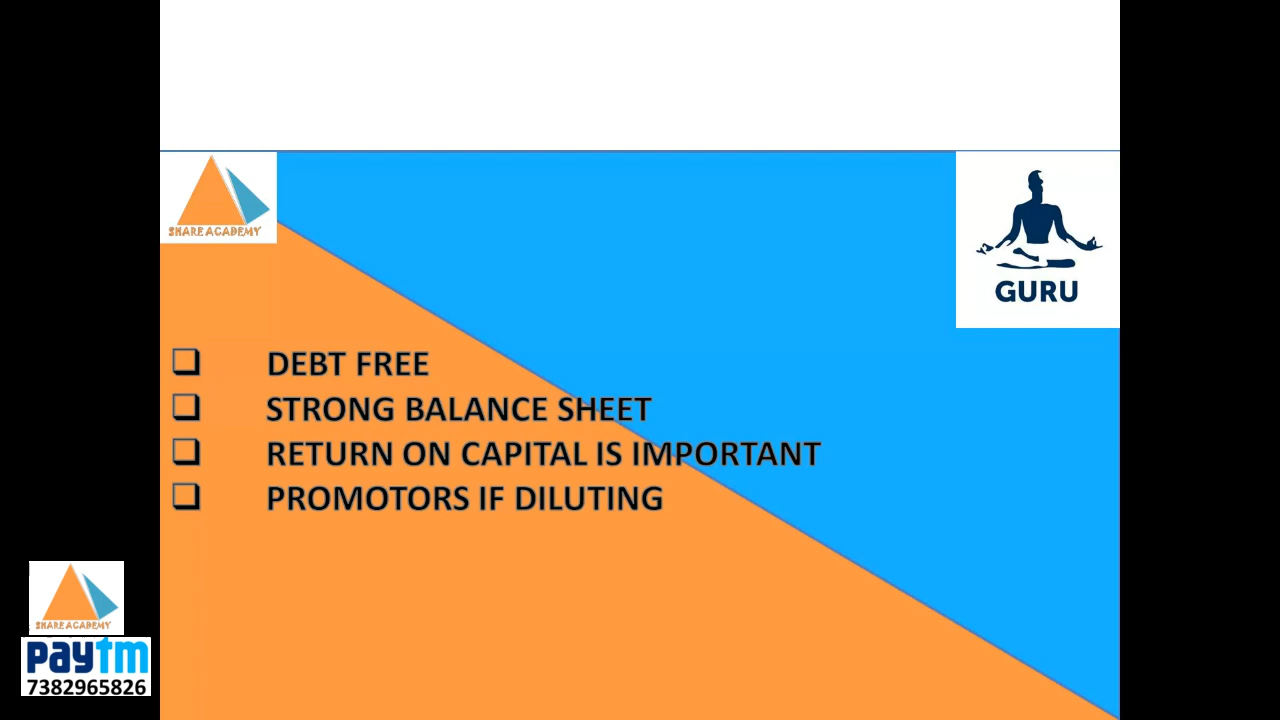 SHARE ACADEMY
GURU
❑ DEBT FREE
❑ STRONG BALANCE SHEET
❑ RETURN ON CAPITAL IS IMPORTANT
❑ PROMOTORS IF DILUTING
SHARE ACADEMY
paytm
7382965826